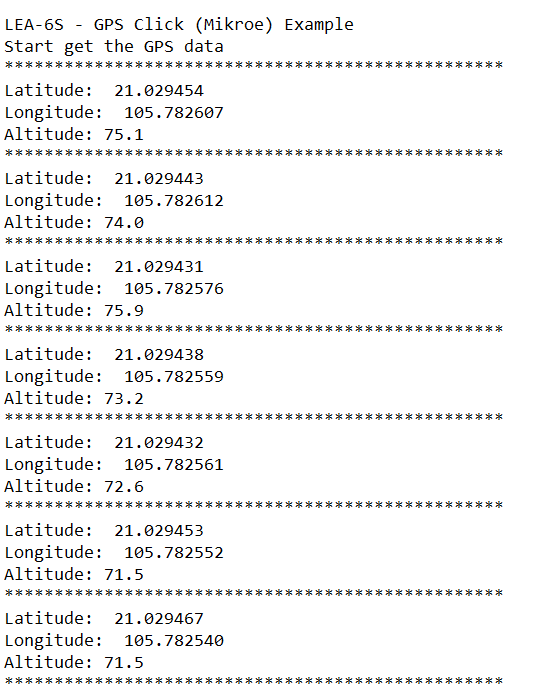 LEA-6S - GPS Click (Mikroe) Example
Start get the GPS data
**************************************************
Latitude:  21.029454
Longitude:  105.782607
Altitude: 75.1
**************************************************
Latitude:  21.029443
Longitude:  105.782612
Altitude: 74.0
**************************************************
Latitude:  21.029431
Longitude:  105.782576
Altitude: 75.9
**************************************************
Latitude:  21.029438
Longitude:  105.782559
Altitude: 73.2
**************************************************
Latitude:  21.029432
Longitude:  105.782561
Altitude: 72.6
**************************************************
Latitude:  21.029453
Longitude:  105.782552
Altitude: 71.5
**************************************************
Latitude:  21.029467
Longitude:  105.782540
Altitude: 71.5
**************************************************